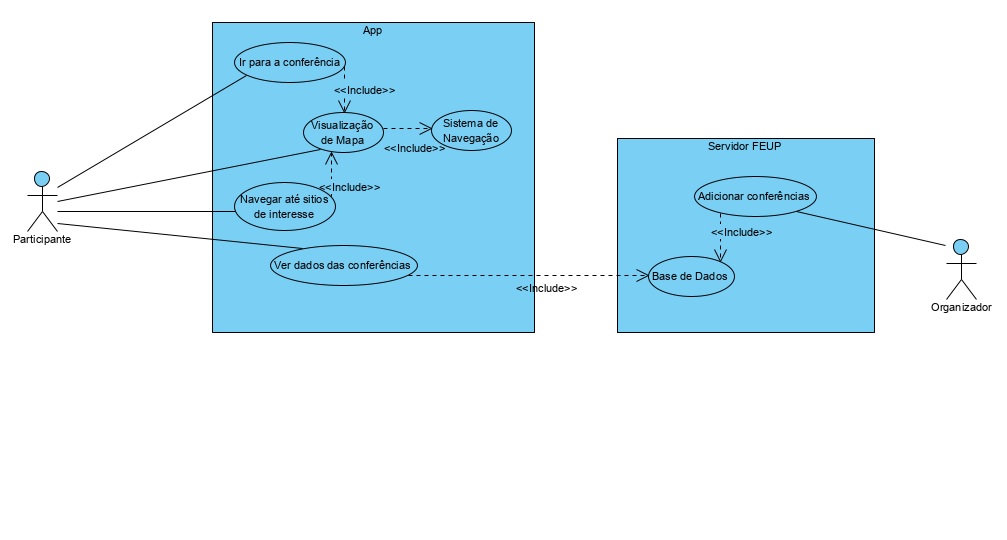 App
Ir para a conferência
<<Include>>
Visualização
de Mapa
Sistema de
Navegação
<<Include>>
<<Include>>
Navegar até sitios
de interesse
Ver dados das conferências
<<Include>>
Participante
Servidor FEUP
Adicionar conferências
<<Include>>
Base de Dados
Organizador